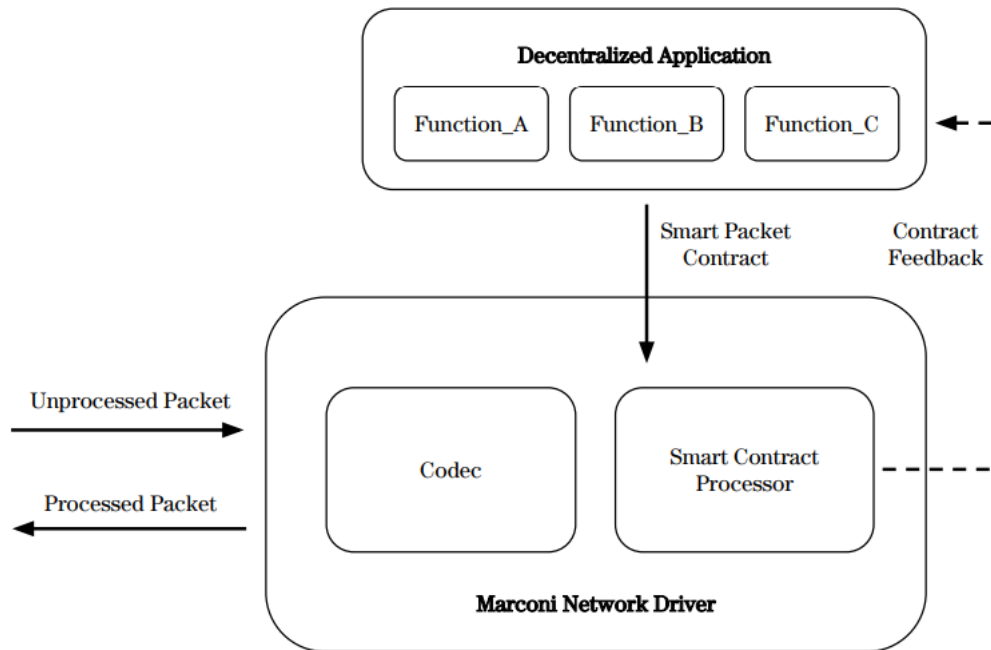 Decentralized Application
Function_A
Function_B
Function_C
Smart Packet
Contract
Contract
Feedback
Unprocessed Packet
Processed Packet
Codec
Smart Contract
Processor
Marconi Network Driver